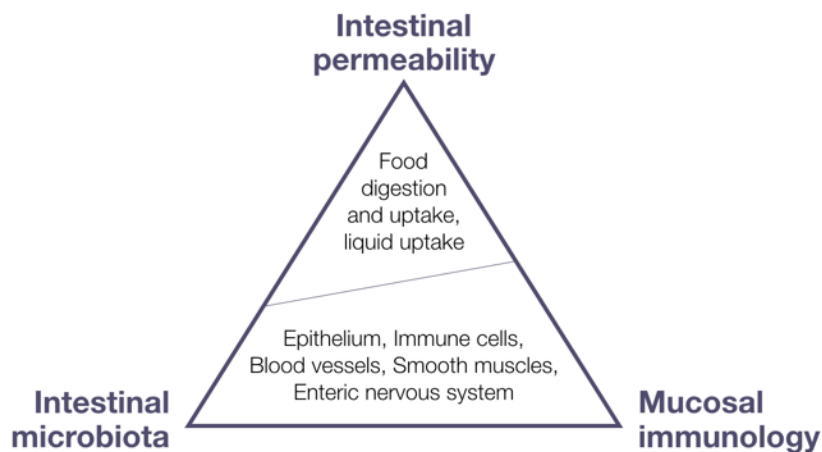 Intestinal
permeability
Food
digestion
and uptake,
liquid uptake
Epithelium, Immune cells,
Blood vessels, Smooth muscles,
Enteric nervous system
Intestinal
microbiota
Mucosal
immunology